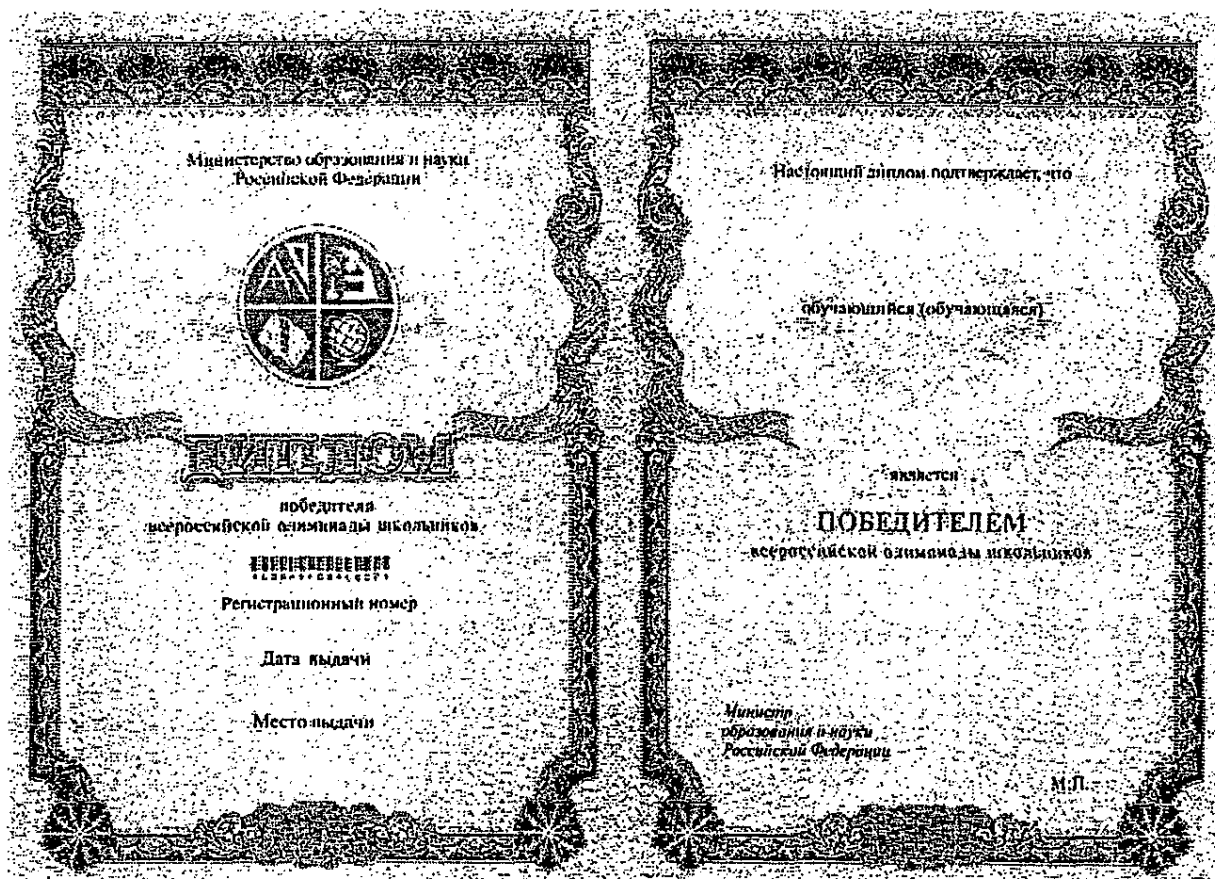 Министерство образования и науки
Российской Федерации
ДИПЛОМ
победителя
всероссийской олимпиады школьников
Регистрационный номер
Дата выдачи
Место выдачи
Настоящий диплом подтверждает, что
обучающийся (обучающаяся)
является
ПОБЕДИТЕЛЕМ
всероссийской олимпиады школьников
Министр
образования и науки
Российской Федерации
М.П.